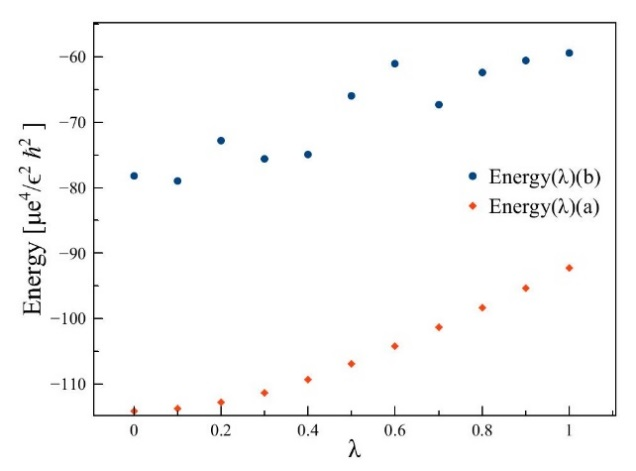 −60
−70
−80
−90
−100
−110
Energy [μe⁴/ϵ² ℏ² ]
Energy(λ)(b)
Energy(λ)(a)
0 0.2 0.4 0.6 0.8 1
λ